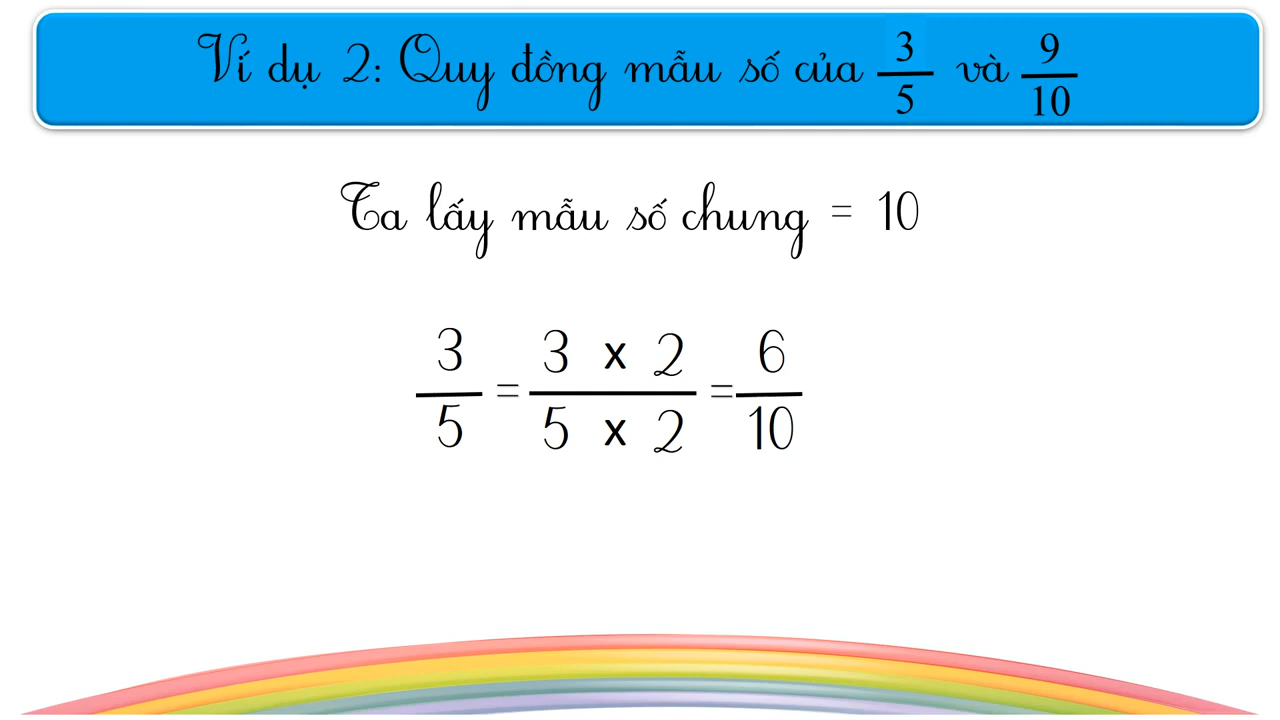 Ví dụ 2: Quy đồng mẫu số của 3/5 và 9/10
Ta lấy mẫu số chung = 10
3/5 = 3 x 2 / 5 x 2 = 6/10